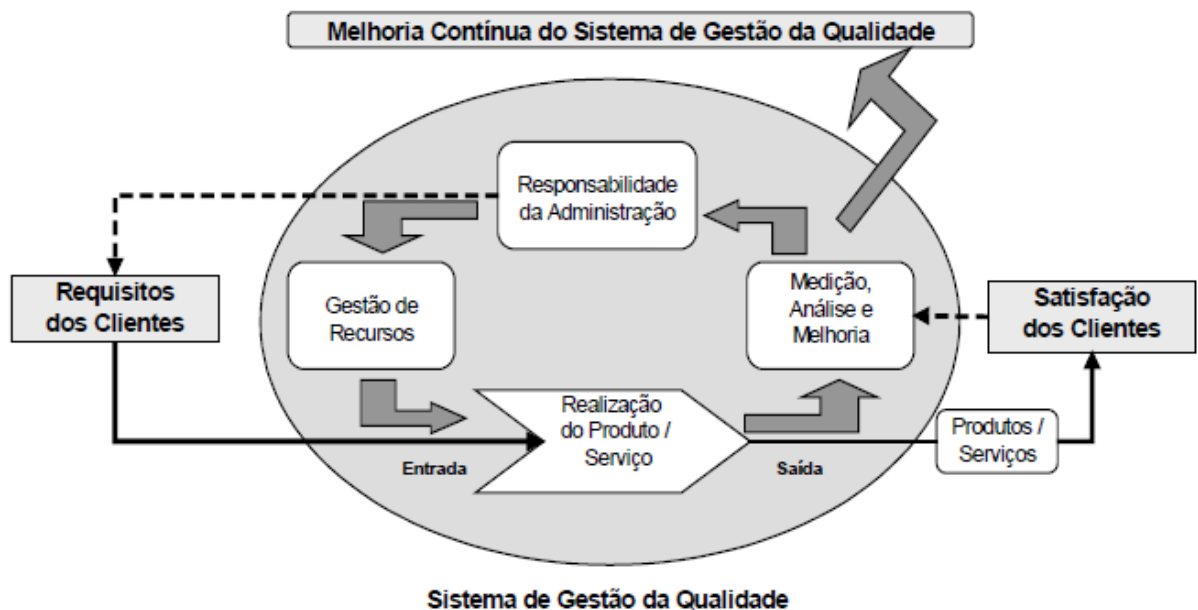 Melhoria Contínua do Sistema de Gestão da Qualidade
Responsabilidade
da Administração
Requisitos
dos Clientes
Gestão de
Recursos
Medição,
Análise e
Melhoria
Satisfação
dos Clientes
Realização
do Produto /
Serviço
Entrada
Saída
Produtos /
Serviços
Sistema de Gestão da Qualidade